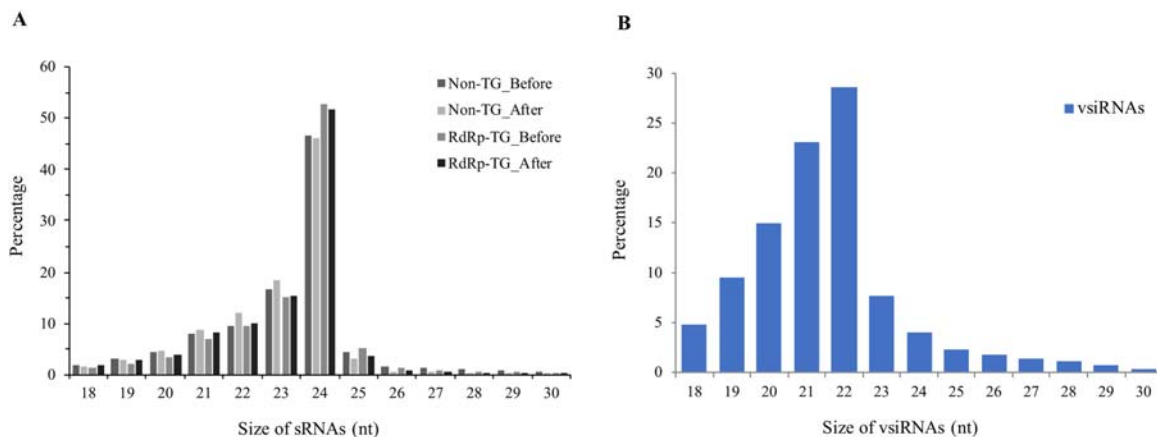 A
60
50
40
30
20
10
0
Percentage
Non-TG_Before
Non-TG_After
RdRp-TG_Before
RdRp-TG_After
18 19 20 21 22 23 24 25 26 27 28 29 30
Size of sRNAs (nt)
B
30
25
20
15
10
5
0
Percentage
vsiRNAs
18 19 20 21 22 23 24 25 26 27 28 29 30
Size of vsiRNAs (nt)